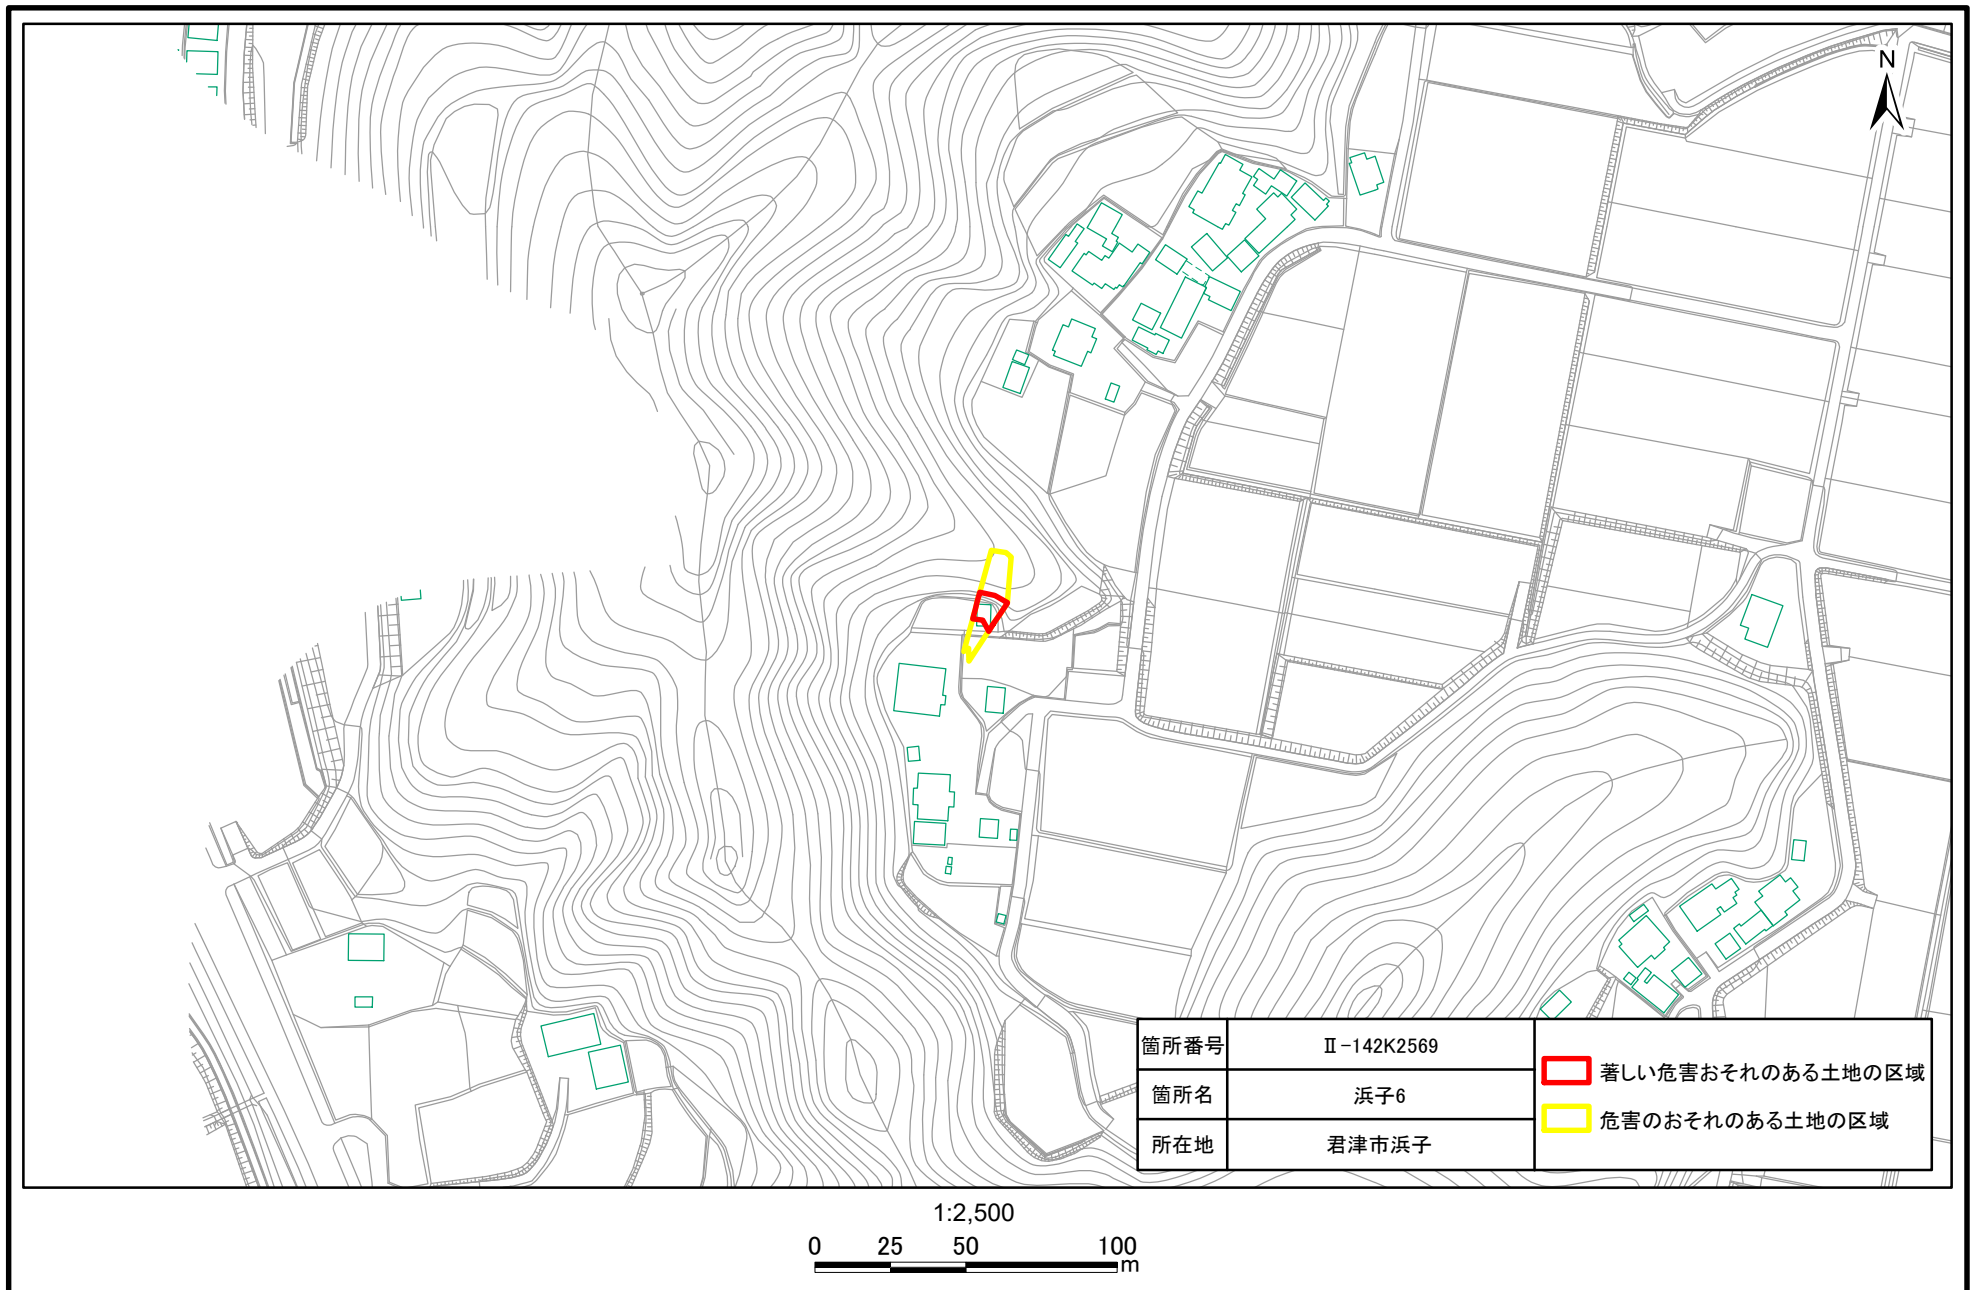 N
箇所番号 Ⅱ-142K2569
箇所名 浜子6
所在地 君津市浜子
著しい危害おそれのある土地の区域
危害のおそれのある土地の区域
1:2,500
0 25 50 100
m